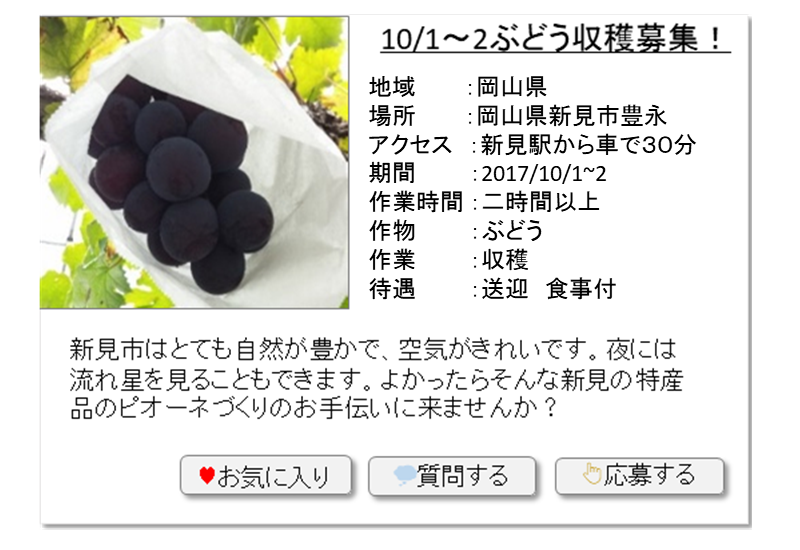 10/1～2ぶどう収穫募集！
地域　　：岡山県
場所　　：岡山県新見市豊永
アクセス　：新見駅から車で３０分
期間　　：2017/10/1~2
作業時間：二時間以上
作物　　：ぶどう
作業　　：収穫
待遇　　：送迎　食事付
新見市はとても自然が豊かで、空気がきれいです。夜には
流れ星を見ることもできます。よかったらそんな新見の特産
品のピオーネづくりのお手伝いに来ませんか？
お気に入り　質問する　応募する